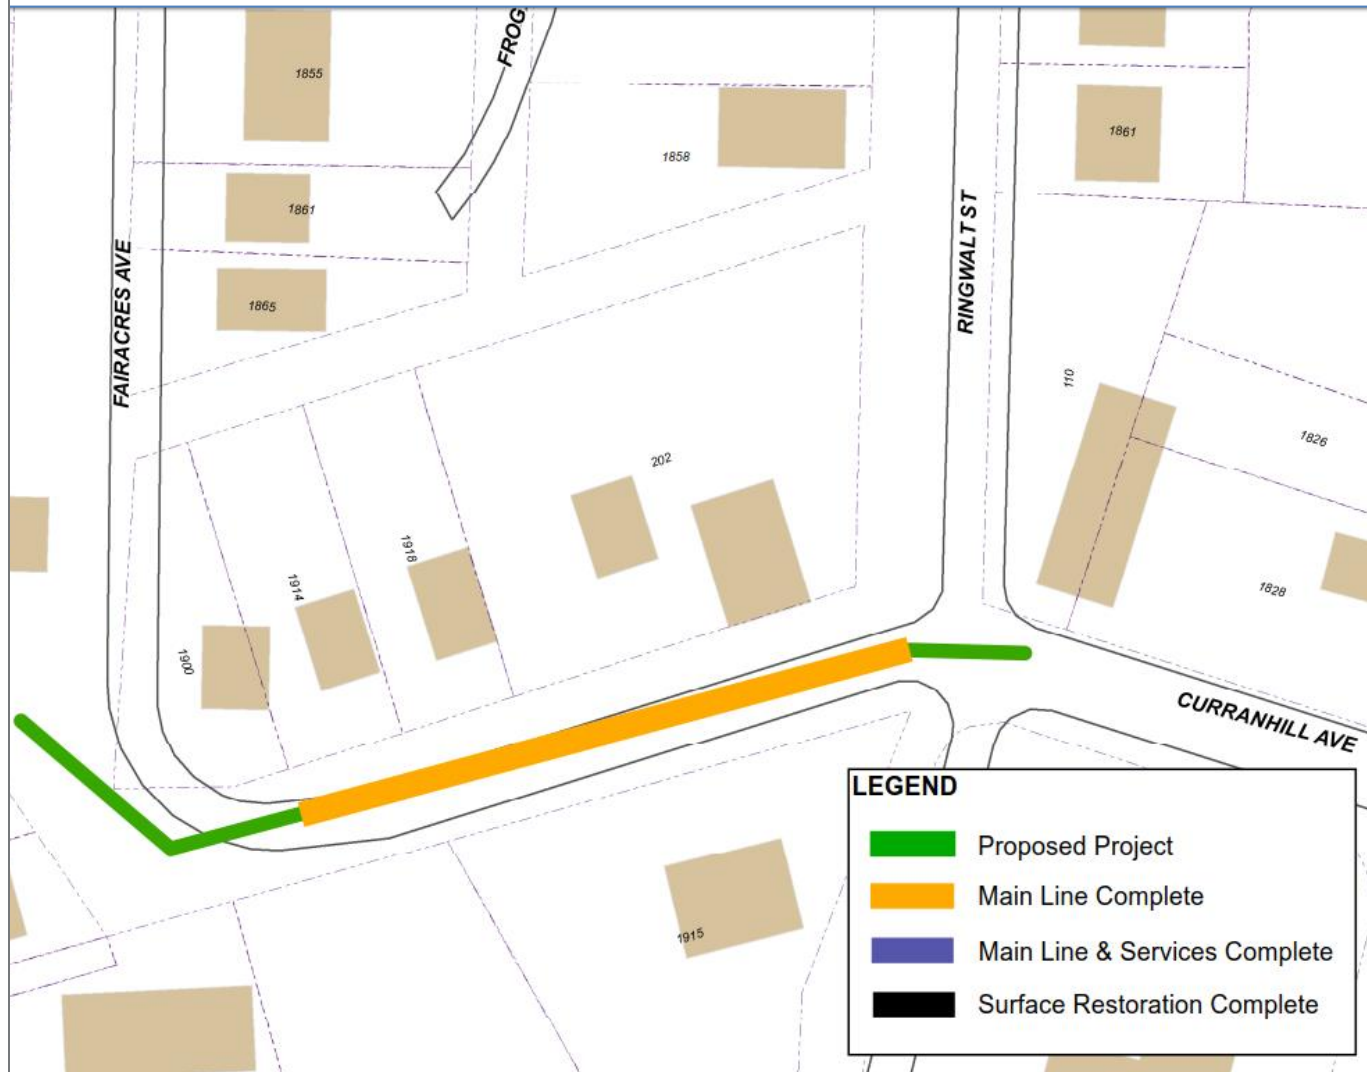 1855
FROG
1861
1858
1861
FAIRACRES AVE
RINGWALT ST
1865
110
1826
202
1918
1914
1828
1900
CURRANHILL AVE
1915
LEGEND
Proposed Project
Main Line Complete
Main Line & Services Complete
Surface Restoration Complete